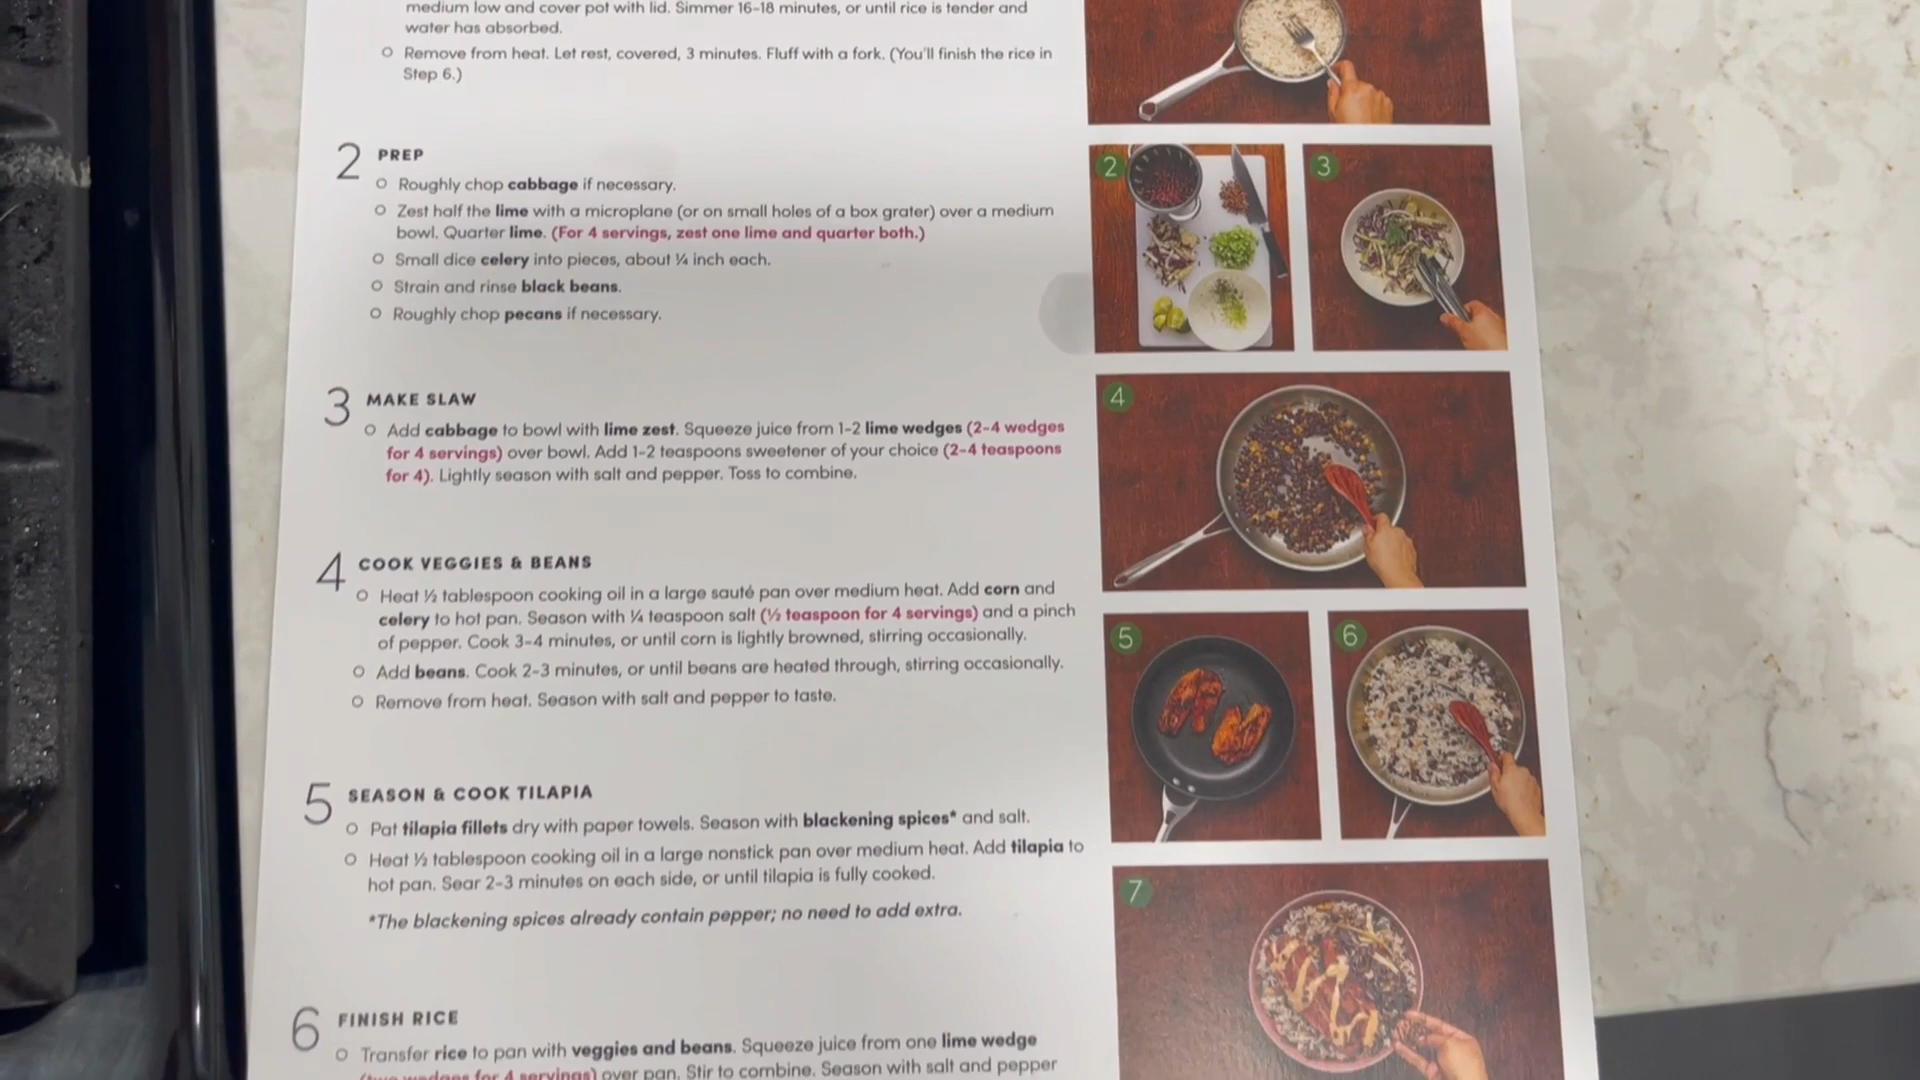 medium low and cover pot with lid. Simmer 16-18 minutes, or until rice is tender and
water has absorbed.
○ Remove from heat. Let rest, covered, 3 minutes. Fluff with a fork. (You'll finish the rice in
Step 6.)
2 PREP
○ Roughly chop cabbage if necessary.
○ Zest half the lime with a microplane (or on small holes of a box grater) over a medium
bowl. Quarter lime. (For 4 servings, zest one lime and quarter both.)
○ Small dice celery into pieces, about ¼ inch each.
○ Strain and rinse black beans.
○ Roughly chop pecans if necessary.
3 MAKE SLAW
○ Add cabbage to bowl with lime zest. Squeeze juice from 1-2 lime wedges (2-4 wedges
for 4 servings) over bowl. Add 1-2 teaspoons sweetener of your choice (2-4 teaspoons
for 4). Lightly season with salt and pepper. Toss to combine.
4 COOK VEGGIES & BEANS
○ Heat ½ tablespoon cooking oil in a large sauté pan over medium heat. Add corn and
celery to hot pan. Season with ¼ teaspoon salt (½ teaspoon for 4 servings) and a pinch
of pepper. Cook 3-4 minutes, or until corn is lightly browned, stirring occasionally.
○ Add beans. Cook 2-3 minutes, or until beans are heated through, stirring occasionally.
○ Remove from heat. Season with salt and pepper to taste.
5 SEASON & COOK TILAPIA
○ Pat tilapia fillets dry with paper towels. Season with blackening spices* and salt.
○ Heat ½ tablespoon cooking oil in a large nonstick pan over medium heat. Add tilapia to
hot pan. Sear 2-3 minutes on each side, or until tilapia is fully cooked.
*The blackening spices already contain pepper; no need to add extra.
6 FINISH RICE
○ Transfer rice to pan with veggies and beans. Squeeze juice from one lime wedge
(two wedges for 4 servings) over pan. Stir to combine. Season with salt and pepper
2
3
4
5
6
7